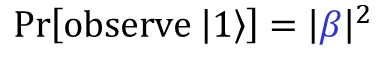 Pr[observe |1⟩] = |β|²